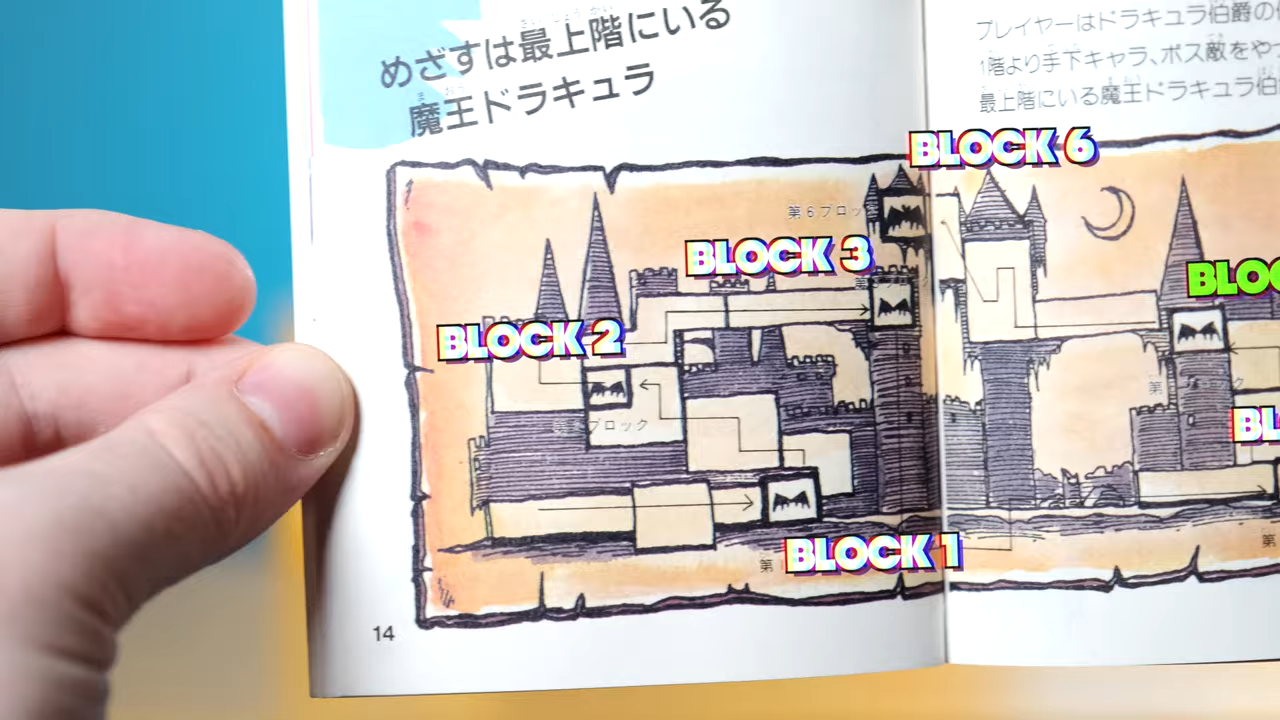 めざすは最上階にいる
魔王ドラキュラ
プレイヤーはドラキュラ伯爵の
1階より手下キャラ、ボス敵をや
最上階にいる魔王ドラキュラ伯
BLOCK 6
第6ブロッ
BLOCK 3
BLOC
BLOCK 2
ブロック
BL
BLOCK 1
第
第
14